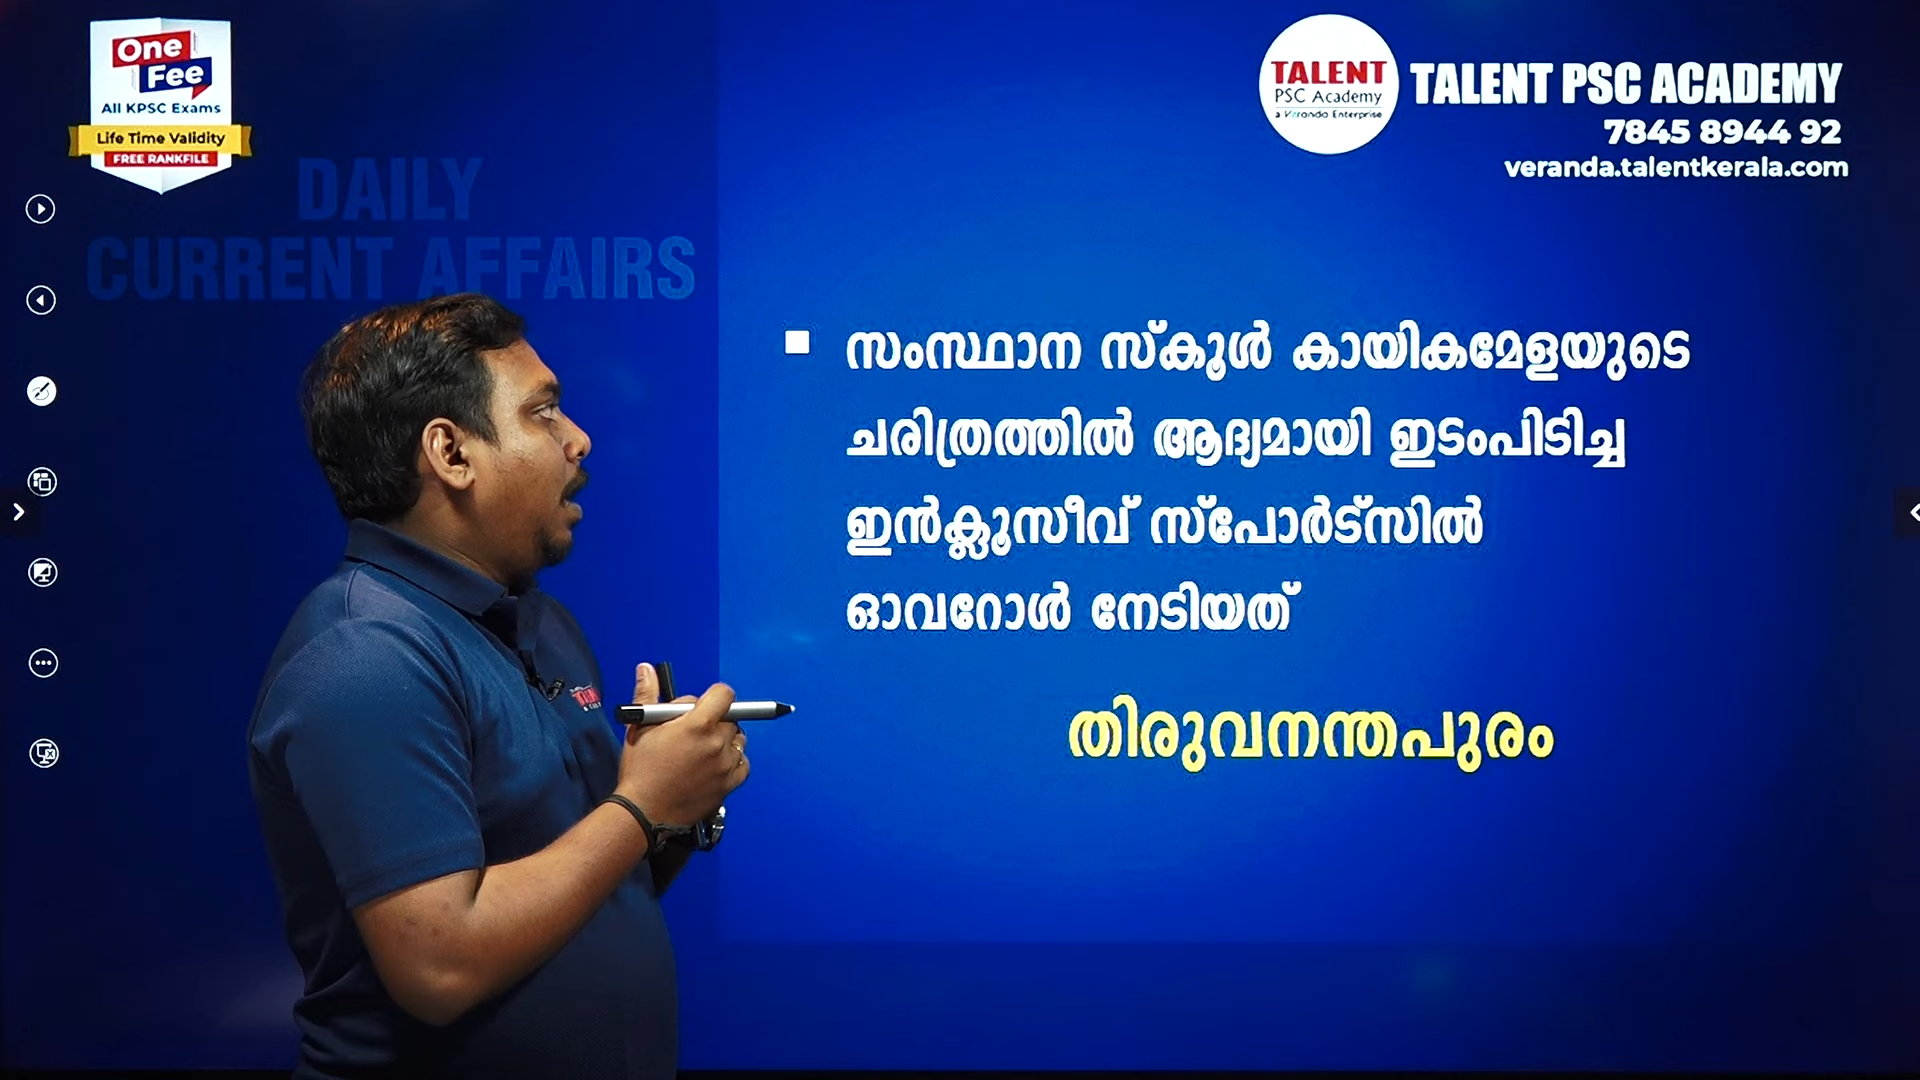 One
Fee
All KPSC Exams
Life Time Validity
FREE RANKFILE
TALENT
PSC Academy
a Veranda Enterprise
TALENT PSC ACADEMY
7845 8944 92
veranda.talentkerala.com
DAILY
CURRENT AFFAIRS
സംസ്ഥാന സ്കൂൾ കായികമേളയുടെ
ചരിത്രത്തിൽ ആദ്യമായി ഇടംപിടിച്ച
ഇൻക്ലൂസീവ് സ്പോർട്സിൽ
ഓവറോൾ നേടിയത്
തിരുവനന്തപുരം